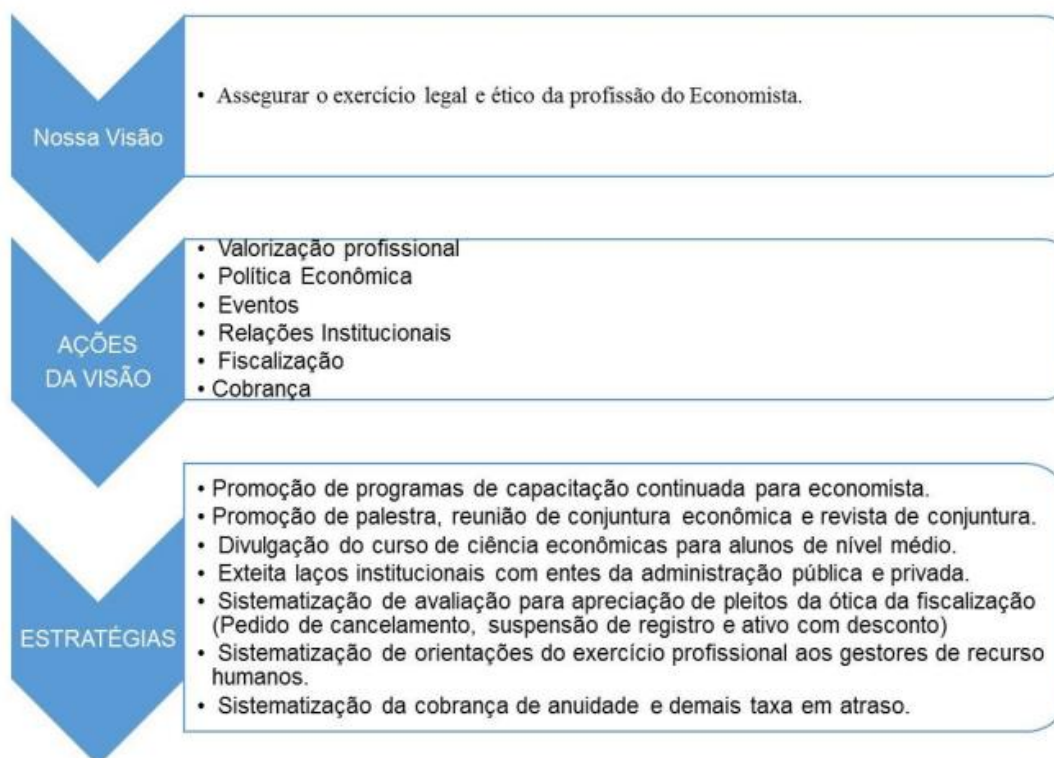 Nossa Visão
• Assegurar o exercício legal e ético da profissão do Economista.
AÇÕES
DA VISÃO
• Valorização profissional
• Política Econômica
• Eventos
• Relações Institucionais
• Fiscalização
• Cobrança
ESTRATÉGIAS
• Promoção de programas de capacitação continuada para economista.
• Promoção de palestra, reunião de conjuntura econômica e revista de conjuntura.
• Divulgação do curso de ciência econômicas para alunos de nível médio.
• Exteita laços institucionais com entes da administração pública e privada.
• Sistematização de avaliação para apreciação de pleitos da ótica da fiscalização
(Pedido de cancelamento, suspensão de registro e ativo com desconto)
• Sistematização de orientações do exercício profissional aos gestores de recurso
humanos.
• Sistematização da cobrança de anuidade e demais taxa em atraso.